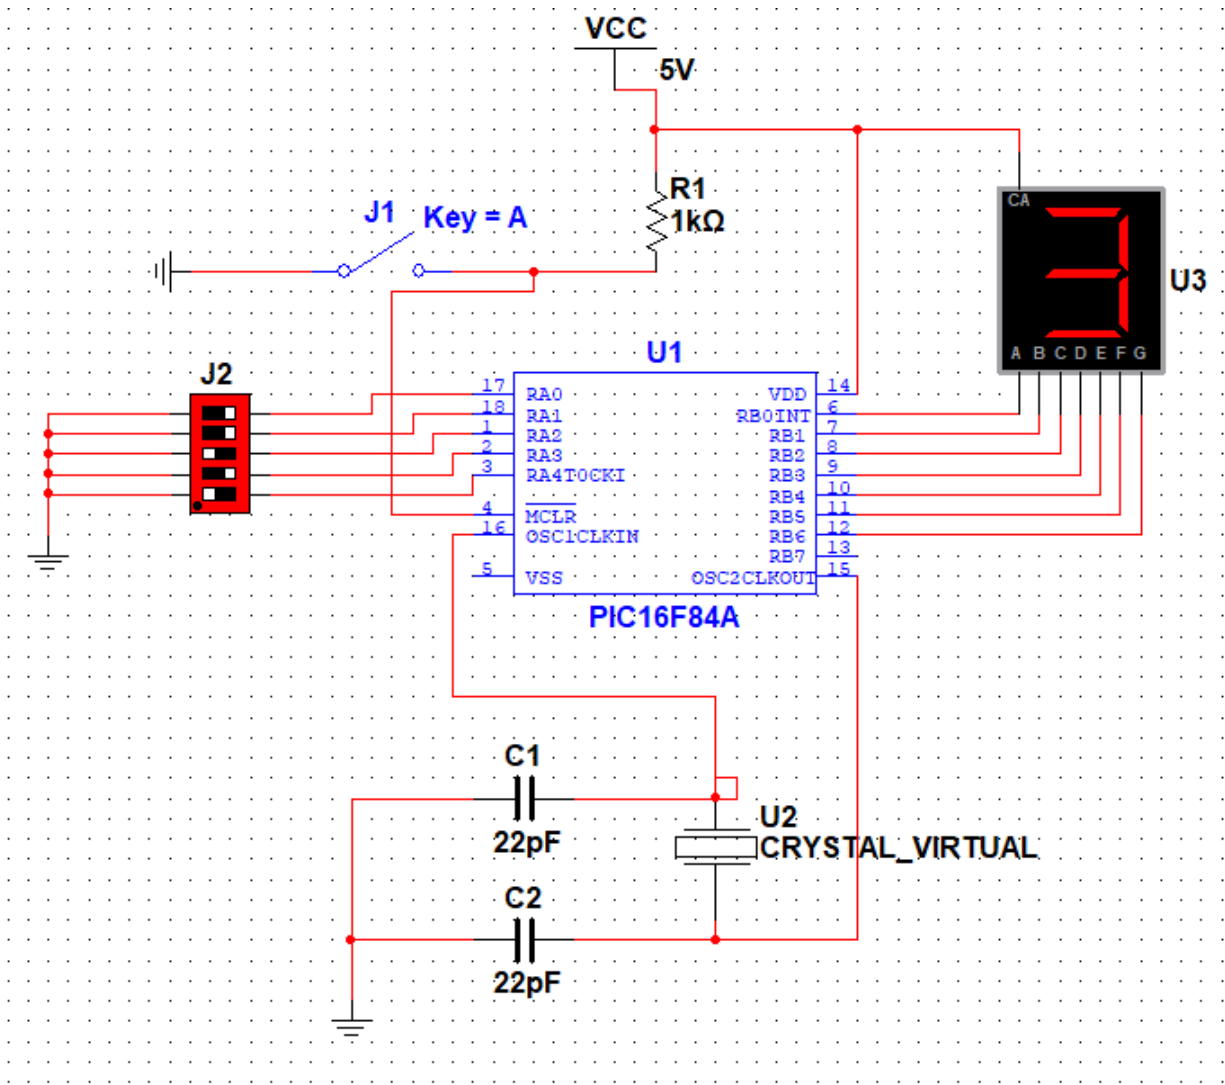 VCC
5V
R1
1kΩ
J1
Key = A
CA
U3
A B C D E F G
J2
U1
17 RA0
18 RA1
1 RA2
2 RA3
3 RA4T0CKI
4 MCLR
16 OSC1CLKIN
5 VSS
VDD 14
RB0INT 6
RB1 7
RB2 8
RB3 9
RB4 10
RB5 11
RB6 12
RB7 13
OSC2CLKOUT 15
PIC16F84A
C1
22pF
U2
CRYSTAL_VIRTUAL
C2
22pF